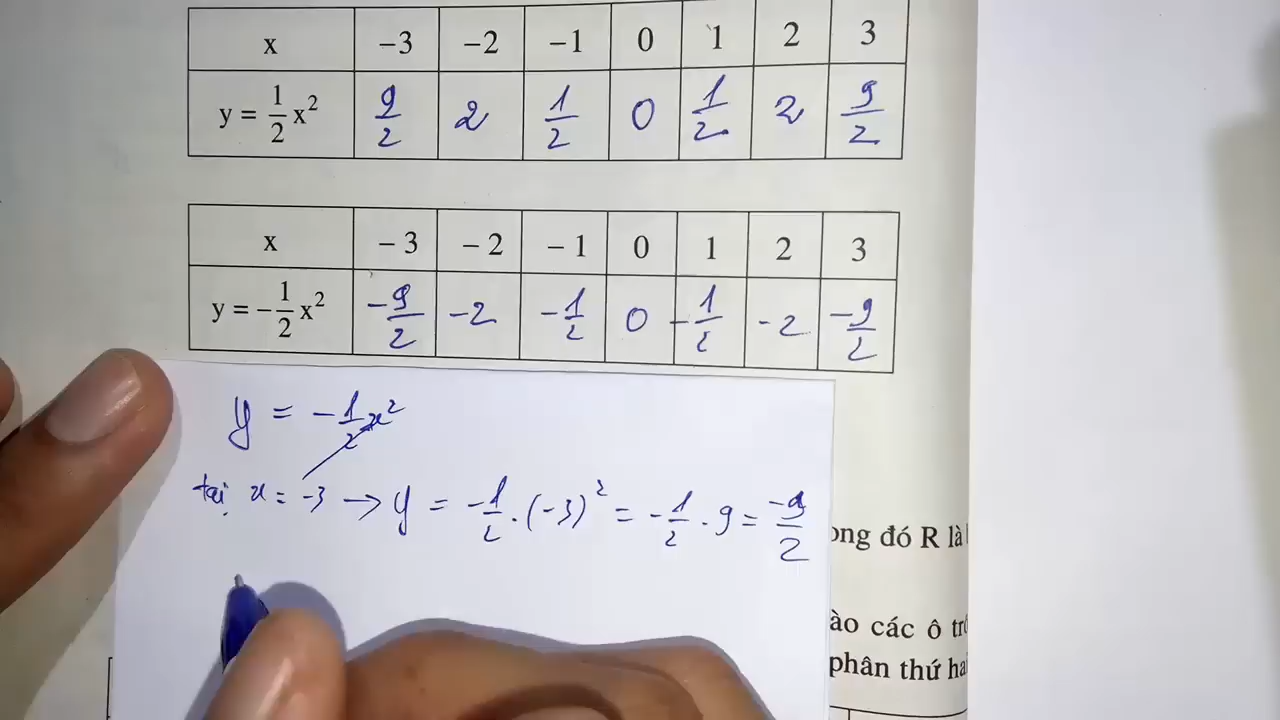 x −3 −2 −1 0 1 2 3
y = 1/2 x² 9/2 2 1/2 0 1/2 2 9/2
x −3 −2 −1 0 1 2 3
y = −1/2 x² −9/2 −2 −1/2 0 −1/2 −2 −9/2
y = −1/2 x²
tại x = −3 → y = −1/2 . (−3)² = −1/2 . 9 = −9/2
ong đó R là
ào các ô
phân thứ